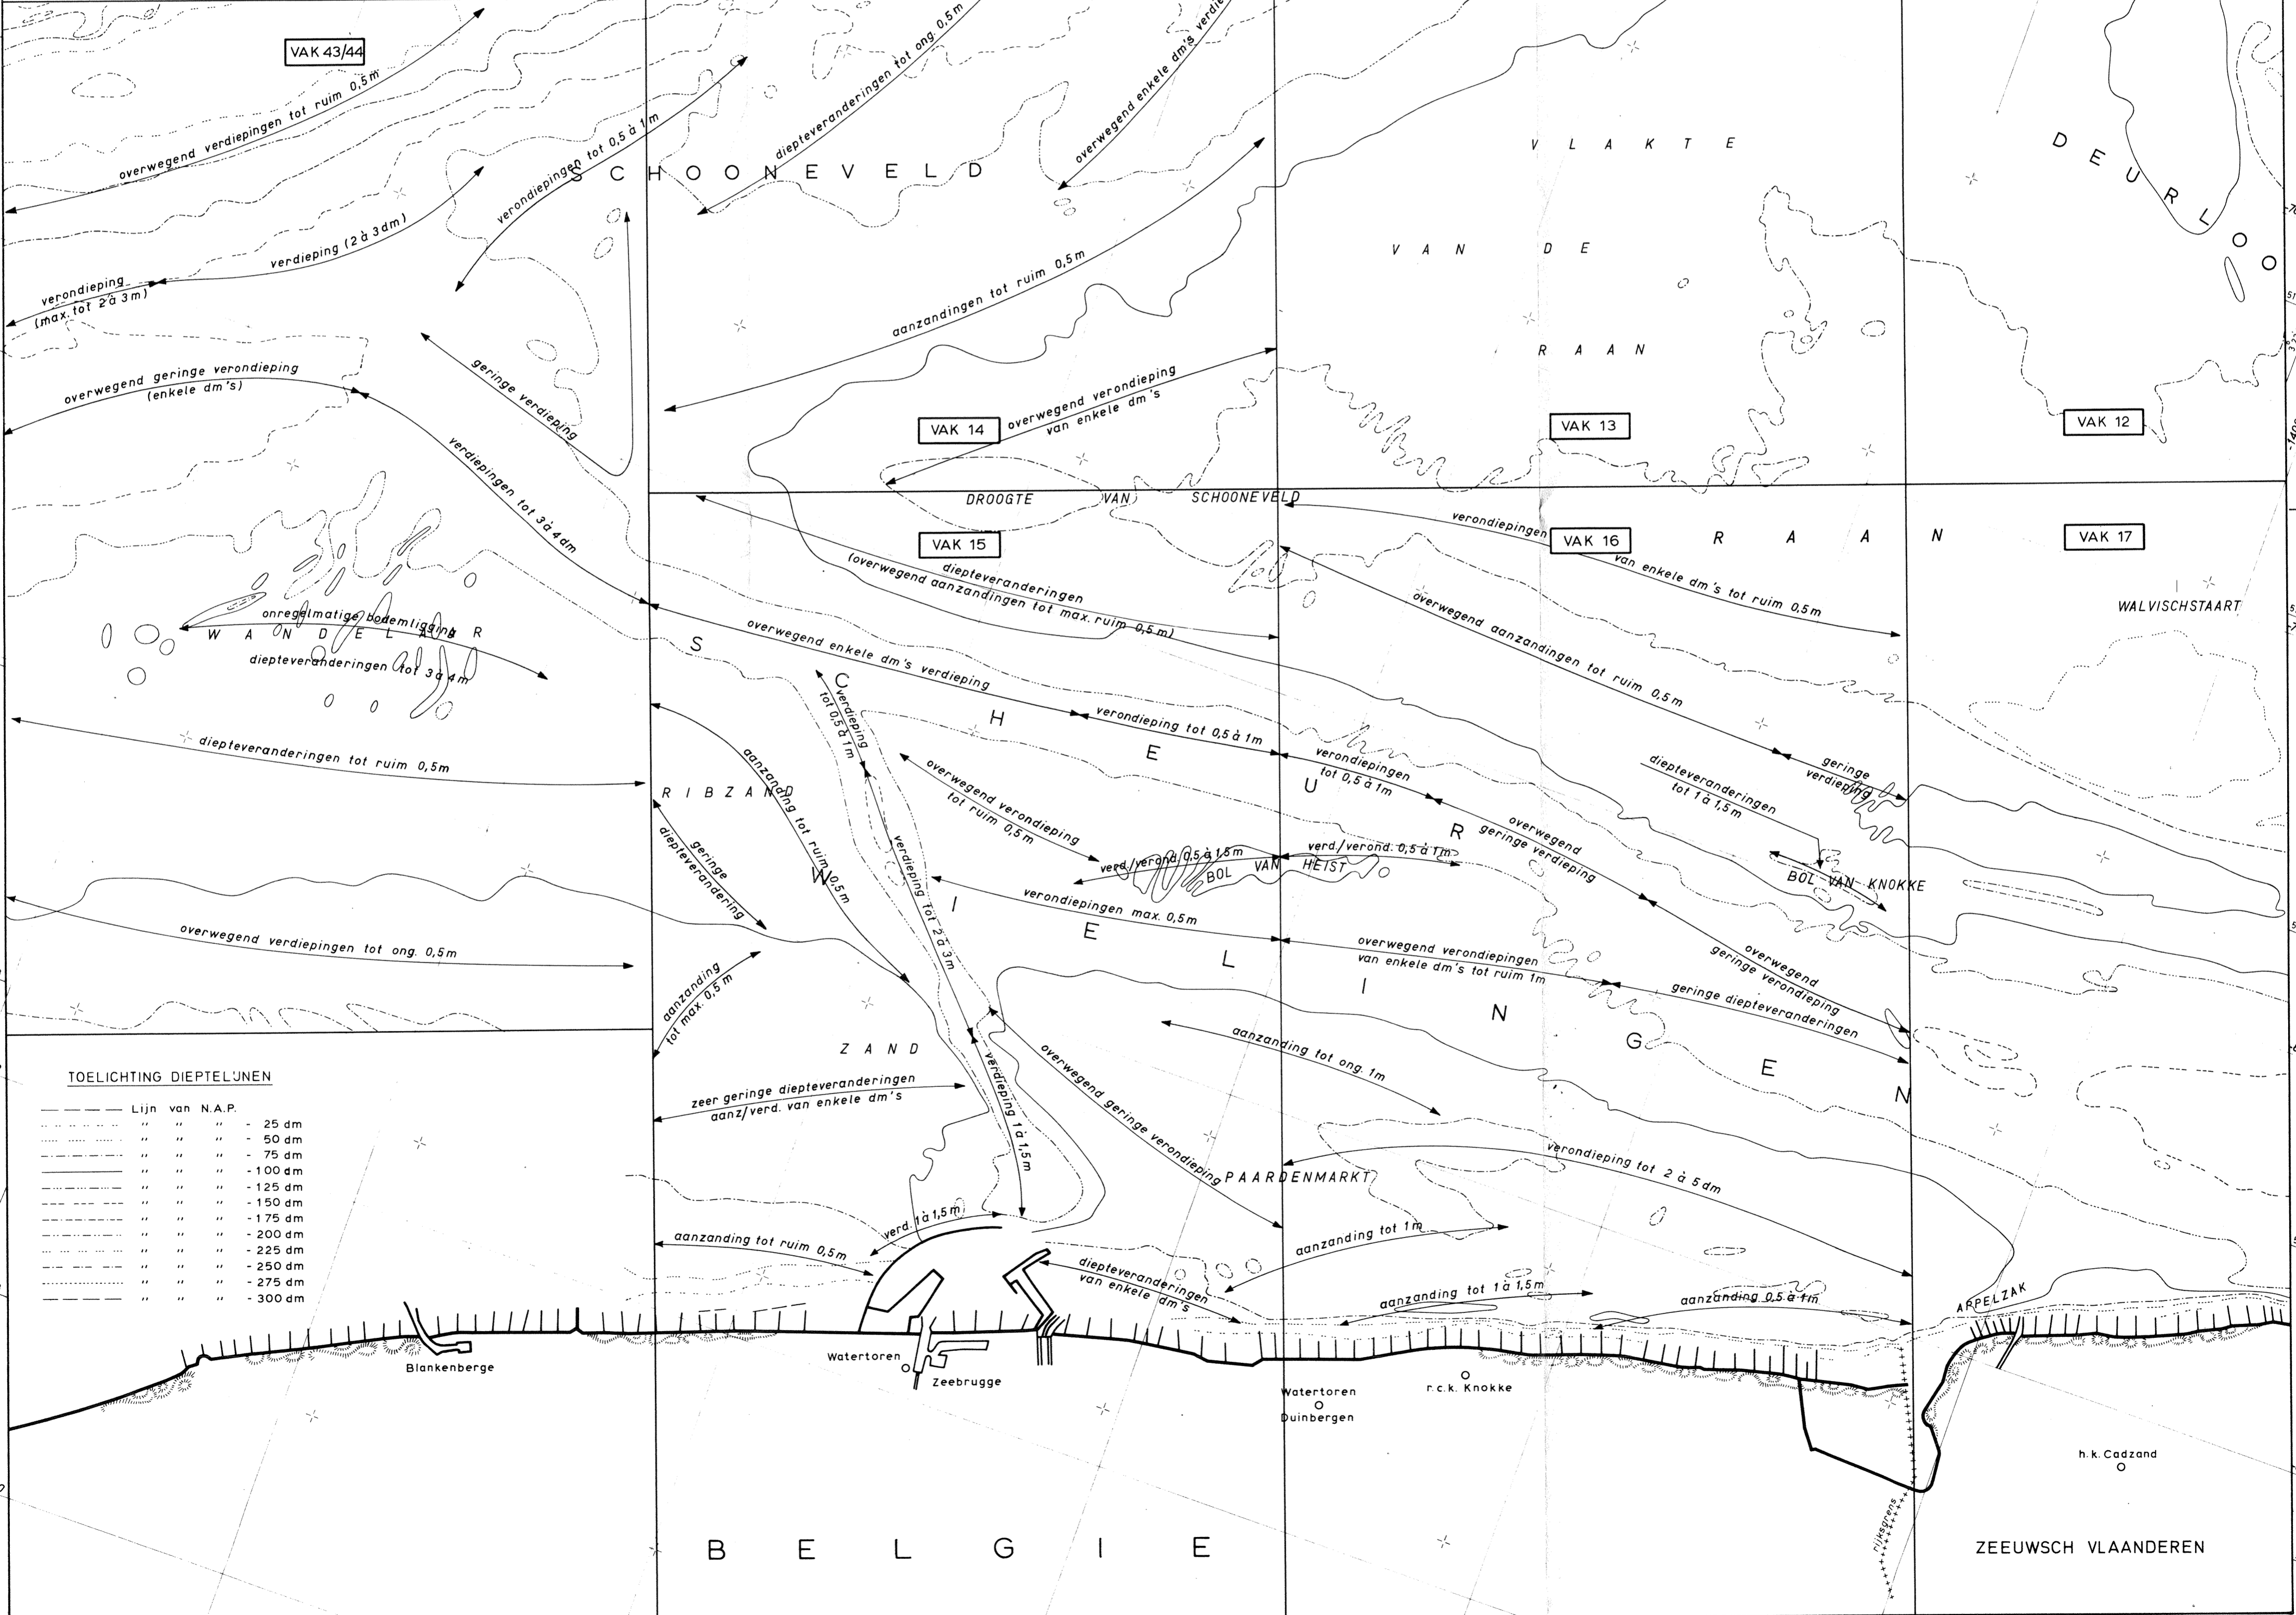 VAK 43/44
overwegend verdiepingen tot ruim 0,5m
verondiepingen tot 0,5 à 1m
diepteveranderingen tot ong. 0,5m
overwegend enkele dm's
SCHOONEVELD
verdieping (2 à 3dm)
verondieping
(max. tot 2 à 3m)
overwegend geringe verondieping
(enkele dm's)
geringe verdieping
verdiepingen tot 3 à 4dm
aanzandingen tot ruim 0,5m
VLAKTE
VAN DE
RAAN
DEURL
VAK 14
overwegend verondieping
van enkele dm's
VAK 13
VAK 12
DROOGTE VAN SCHOONEVELD
VAK 15
diepteveranderingen
(overwegend aanzandingen tot max. ruim 0,5m)
verondiepingen
van enkele dm's tot ruim 0,5m
VAK 16
RAAN
VAK 17
WALVISCHSTAART
onregelmatige bodemligging
WANDELAAR
diepteveranderingen tot 3 à 4m
diepteveranderingen tot ruim 0,5m
overwegend verdiepingen tot ong. 0,5m
overwegend enkele dm's verdieping
verondieping tot 0,5 à 1m
verondiepingen
tot 0,5 à 1m
overwegend aanzandingen tot ruim 0,5m
geringe
verdieping
diepteveranderingen
tot 1 à 1,5m
overwegend
geringe verdieping
overwegend
geringe verondieping
SCHEUR
WIELINGEN
verdieping
tot 0,5 à 1m
aanzanding tot ruim 0,5m
RIBZAND
geringe
diepteverandering
verdieping tot 2 à 3m
overwegend verondieping
tot ruim 0,5m
verd./verond. 0,5 à 1,5m
verd./verond. 0,5 à 1m
BOL VAN HEIST
BOL VAN KNOKKE
verondiepingen max. 0,5m
overwegend verondiepingen
van enkele dm's tot ruim 1m
geringe diepteveranderingen
aanzanding
tot max. 0,5m
ZAND
zeer geringe diepteveranderingen
aanz/verd. van enkele dm's
verdieping 1 à 1,5m
overwegend geringe verondieping
aanzanding tot ong. 1m
PAARDENMARKT
verondieping tot 2 à 5dm
verd. 1 à 1,5m
aanzanding tot ruim 0,5m
diepteveranderingen
van enkele dm's
aanzanding tot 1m
aanzanding tot 1 à 1,5m
aanzanding 0,5 à 1m
APPELZAK
TOELICHTING DIEPTELIJNEN
Lijn van N.A.P.
" " " - 25 dm
" " " - 50 dm
" " " - 75 dm
" " " - 100 dm
" " " - 125 dm
" " " - 150 dm
" " " - 175 dm
" " " - 200 dm
" " " - 225 dm
" " " - 250 dm
" " " - 275 dm
" " " - 300 dm
Blankenberge
Watertoren
Zeebrugge
Watertoren
Duinbergen
r.c.k. Knokke
h.k. Cadzand
rijksgrens
BELGIE
ZEEUWSCH VLAANDEREN